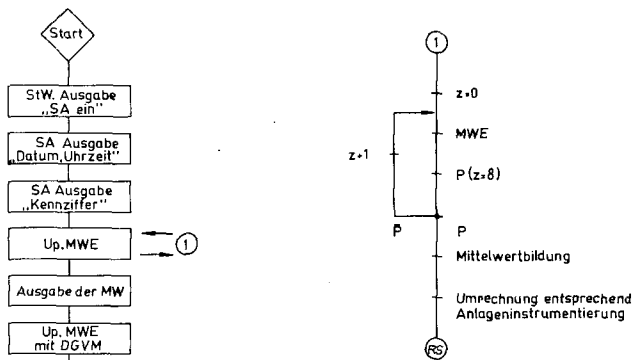 Start
StW. Ausgabe
„SA ein"
SA Ausgabe
„Datum, Uhrzeit"
SA Ausgabe
„Kennziffer"
Up. MWE
1
Ausgabe der MW
Up. MWE
mit DGVM
1
z=0
MWE
z+1
P(z=8)
P̄
P
Mittelwertbildung
Umrechnung entsprechend
Anlageninstrumentierung
RS